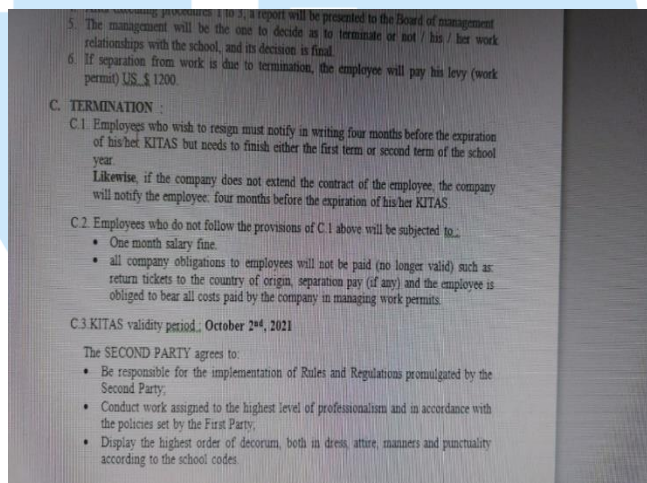 4. After executing procedures 1 to 3, a report will be presented to the Board of management
5. The management will be the one to decide as to terminate or not / his / her work
relationships with the school, and its decision is final.
6. If separation from work is due to termination, the employee will pay his levy (work
permit) US $ 1200.
C. TERMINATION :
C.1. Employees who wish to resign must notify in writing four months before the expiration
of his/her KITAS but needs to finish either the first term or second term of the school
year.
Likewise, if the company does not extend the contract of the employee, the company
will notify the employee: four months before the expiration of his/her KITAS.
C.2. Employees who do not follow the provisions of C.1 above will be subjected to :
• One month salary fine.
• all company obligations to employees will not be paid (no longer valid) such as:
return tickets to the country of origin, separation pay (if any) and the employee is
obliged to bear all costs paid by the company in managing work permits.
C.3.KITAS validity period : October 2nd, 2021
The SECOND PARTY agrees to:
• Be responsible for the implementation of Rules and Regulations promulgated by the
Second Party;
• Conduct work assigned to the highest level of professionalism and in accordance with
the policies set by the First Party;
• Display the highest order of decorum, both in dress, attire, manners and punctuality
according to the school codes.